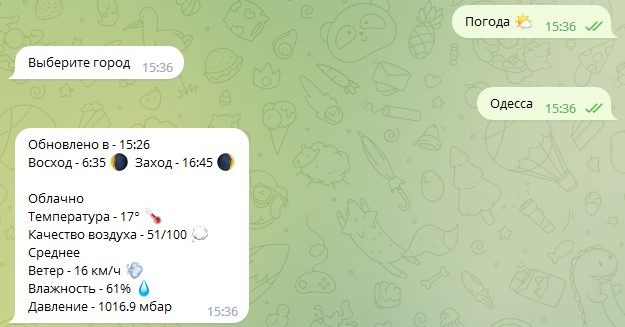 Погода 🌤️ 15:36
Выберите город 15:36
Одесса 15:36
Обновлено в - 15:26
Восход - 6:35 🌒 Заход - 16:45 🌒
Облачно
Температура - 17° 🌡️
Качество воздуха - 51/100 💭
Среднее
Ветер - 16 км/ч 💨
Влажность - 61% 💧
Давление - 1016.9 мбар 15:36